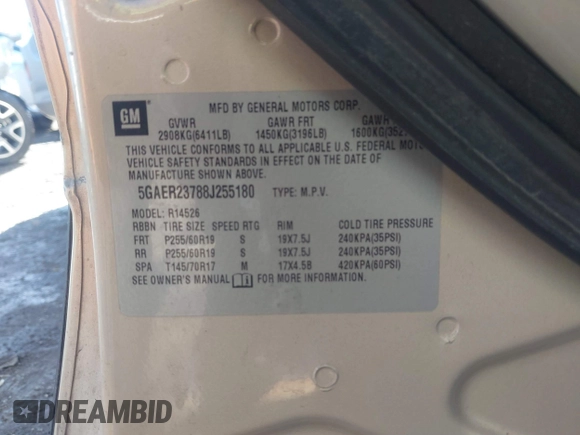 GM
MFD BY GENERAL MOTORS CORP.
GVWR GAWR FRT GAWR
2908KG(6411LB) 1450KG(3196LB) 1600KG(352
THIS VEHICLE CONFORMS TO ALL APPLICABLE U.S. FEDERAL MOTOR
VEHICLE SAFETY STANDARDS IN EFFECT ON THE DATE OF
MANUFACTURE SHOWN ABOVE.
5GAER23788J255180 TYPE: M.P.V.
MODEL: R14526
RBBN TIRE SIZE SPEED RTG RIM COLD TIRE PRESSURE
FRT P255/60R19 S 19X7.5J 240KPA(35PSI)
RR P255/60R19 S 19X7.5J 240KPA(35PSI)
SPA T145/70R17 M 17X4.5B 420KPA(60PSI)
SEE OWNER'S MANUAL FOR MORE INFORMATION.
DREAMBID